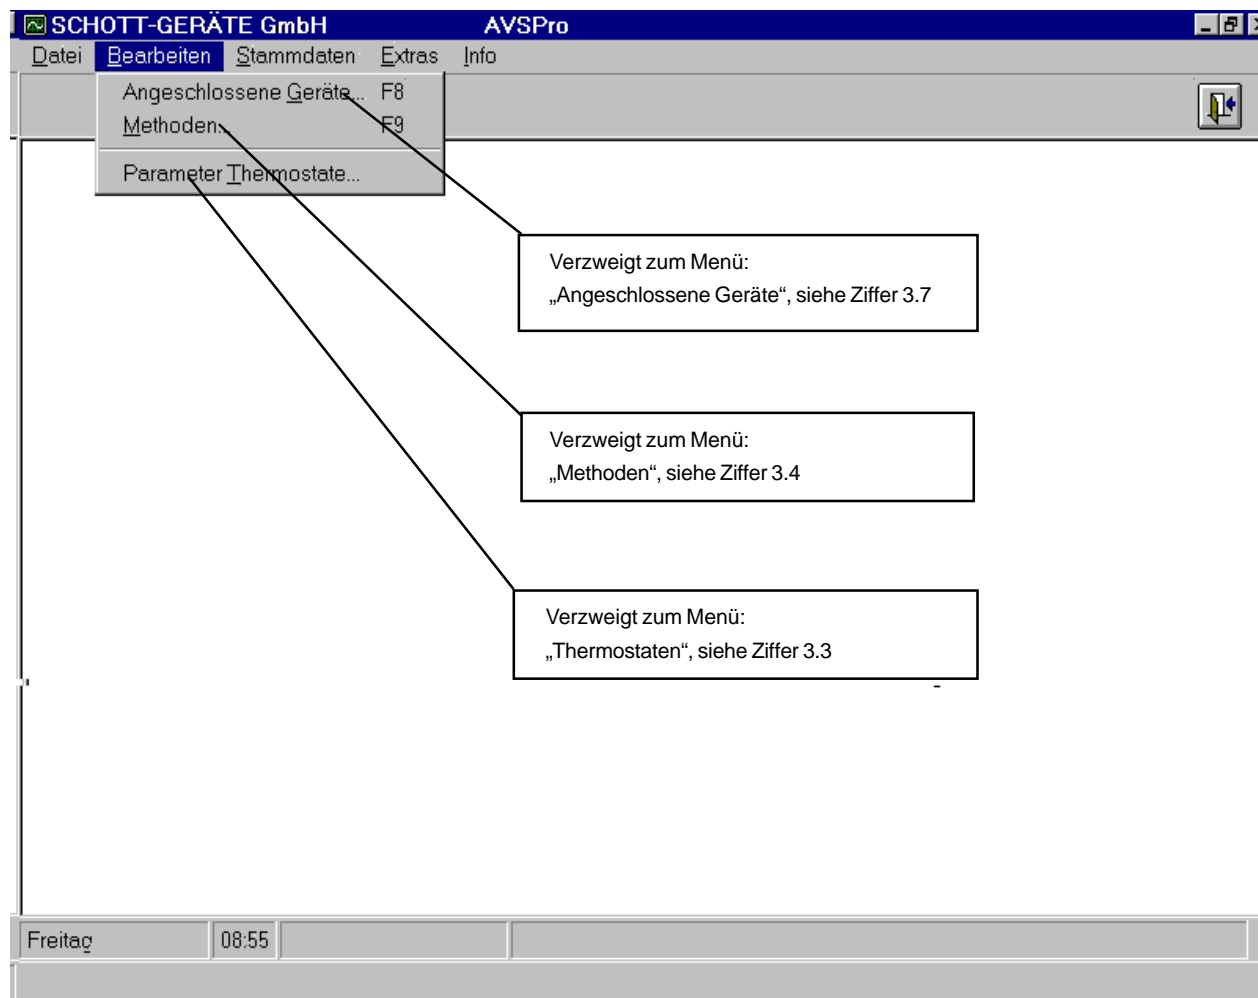 SCHOTT-GERÄTE GmbH AVSPro
Datei Bearbeiten Stammdaten Extras Info
Angeschlossene Geräte... F8
Methoden... F9
Parameter Thermostate...
Verzweigt zum Menü:
„Angeschlossene Geräte“, siehe Ziffer 3.7
Verzweigt zum Menü:
„Methoden“, siehe Ziffer 3.4
Verzweigt zum Menü:
„Thermostaten“, siehe Ziffer 3.3
Freitag 08:55